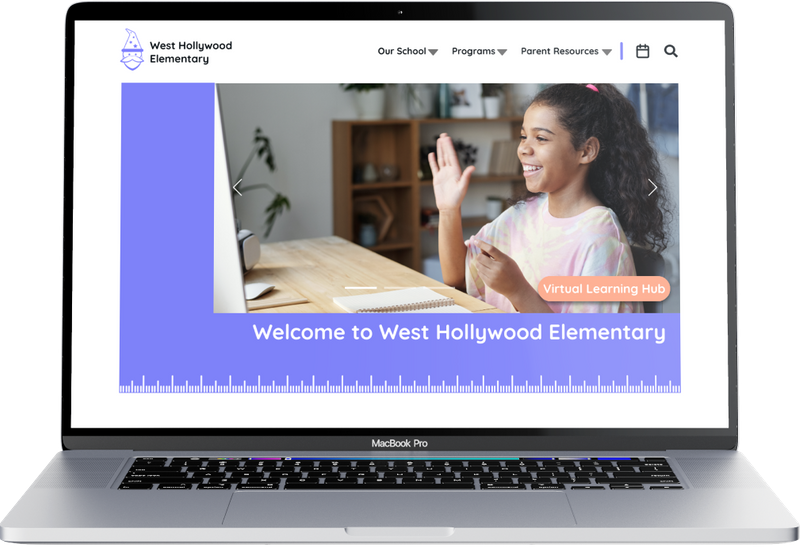 West Hollywood
Elementary
Our School
Programs
Parent Resources
Virtual Learning Hub
Welcome to West Hollywood Elementary
MacBook Pro